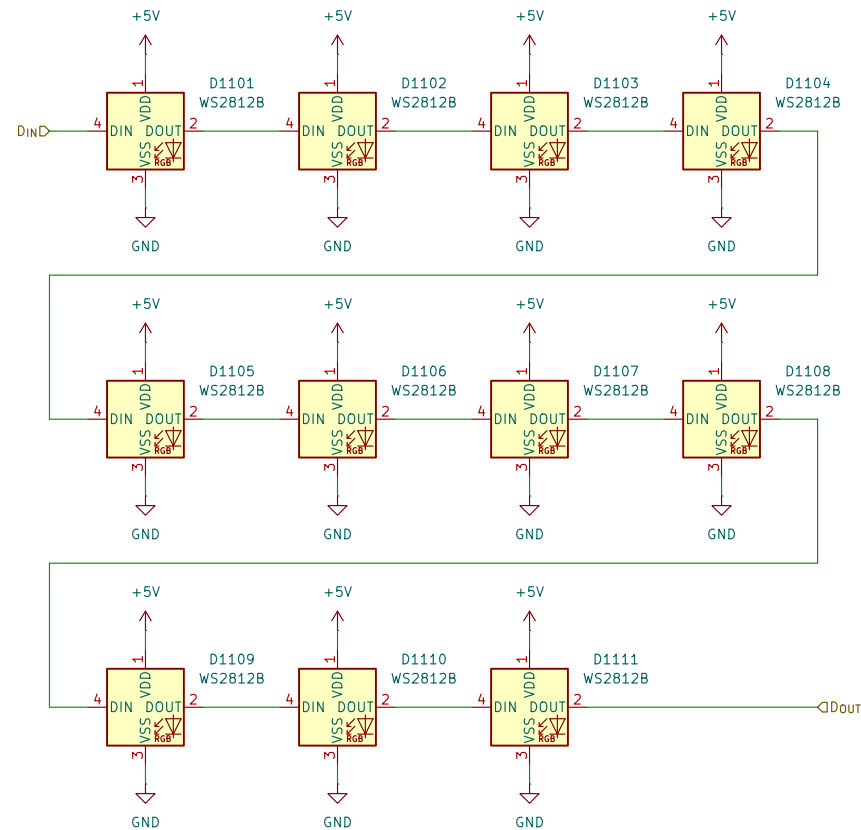 +5V +5V +5V +5V
D1101 D1102 D1103 D1104
WS2812B WS2812B WS2812B WS2812B
1 1 1 1
VDD VDD VDD VDD
DIN 4 DIN DOUT 2 4 DIN DOUT 2 4 DIN DOUT 2 4 DIN DOUT 2
VSS RGB VSS RGB VSS RGB VSS RGB
3 3 3 3
GND GND GND GND
+5V +5V +5V +5V
D1105 D1106 D1107 D1108
WS2812B WS2812B WS2812B WS2812B
1 1 1 1
VDD VDD VDD VDD
4 DIN DOUT 2 4 DIN DOUT 2 4 DIN DOUT 2 4 DIN DOUT 2
VSS RGB VSS RGB VSS RGB VSS RGB
3 3 3 3
GND GND GND GND
+5V +5V +5V
D1109 D1110 D1111
WS2812B WS2812B WS2812B
1 1 1
VDD VDD VDD
4 DIN DOUT 2 4 DIN DOUT 2 4 DIN DOUT 2 DOUT
VSS RGB VSS RGB VSS RGB
3 3 3
GND GND GND